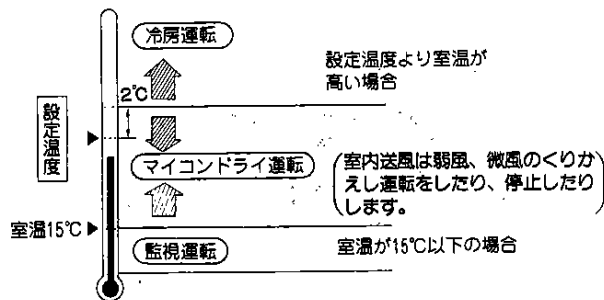 冷房運転
設定温度より室温が
高い場合
2℃
設定温度
マイコンドライ運転
(室内送風は弱風、微風のくりか
えし運転をしたり、停止したり
します。)
室温15℃
監視運転
室温が15℃以下の場合